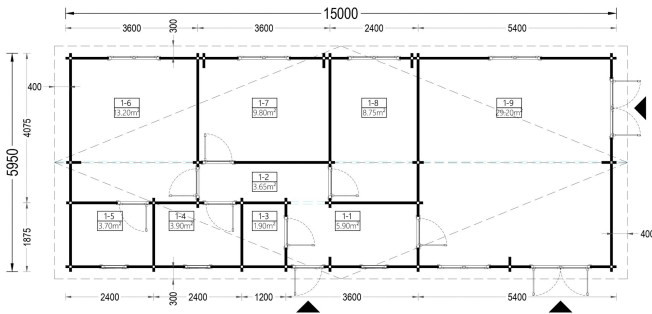 15000
3600
3600
2400
5400
300
400
5950
4075
1875
1-6
13.20m²
1-7
9.80m²
1-8
8.75m²
1-9
29.20m²
1-2
3.65m²
1-5
3.70m²
1-4
3.90m²
1-3
1.90m²
1-1
5.90m²
400
2400
300
2400
1200
3600
5400